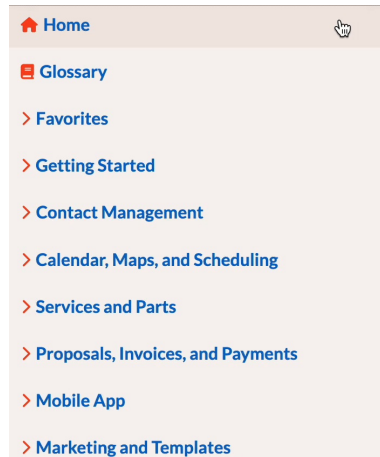 Home
Glossary
Favorites
Getting Started
Contact Management
Calendar, Maps, and Scheduling
Services and Parts
Proposals, Invoices, and Payments
Mobile App
Marketing and Templates